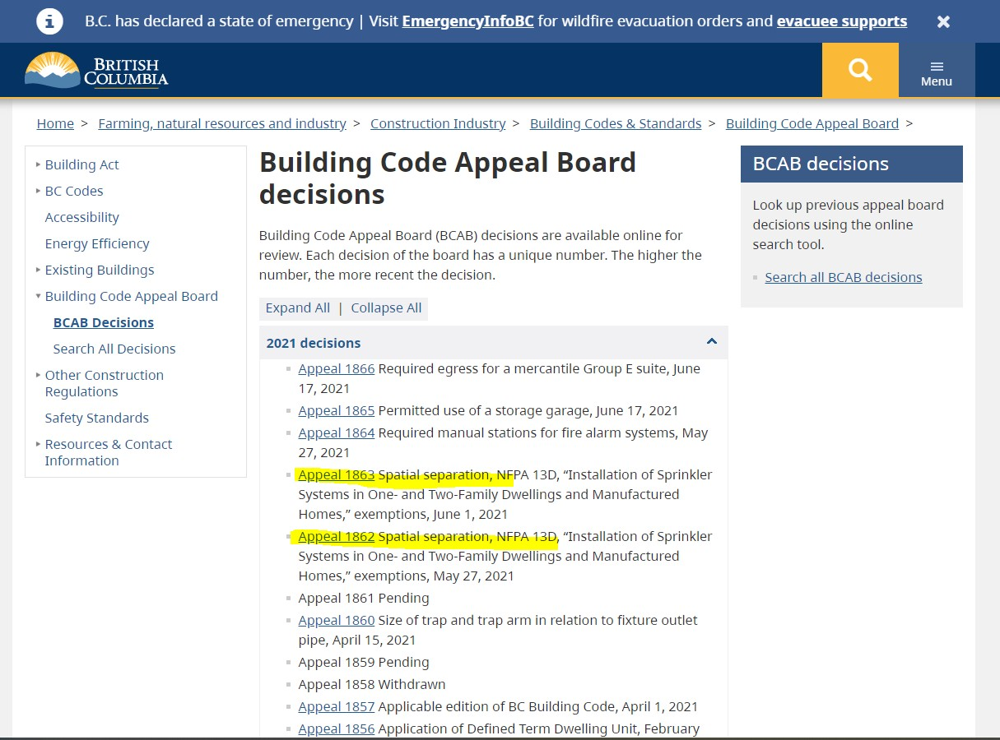 B.C. has declared a state of emergency | Visit EmergencyInfoBC for wildfire evacuation orders and evacuee supports
BRITISH
COLUMBIA
Menu
Home > Farming, natural resources and industry > Construction Industry > Building Codes & Standards > Building Code Appeal Board >
Building Act
BC Codes
Accessibility
Energy Efficiency
Existing Buildings
Building Code Appeal Board
BCAB Decisions
Search All Decisions
Other Construction
Regulations
Safety Standards
Resources & Contact
Information
Building Code Appeal Board
decisions
Building Code Appeal Board (BCAB) decisions are available online for
review. Each decision of the board has a unique number. The higher the
number, the more recent the decision.
Expand All | Collapse All
2021 decisions
Appeal 1866 Required egress for a mercantile Group E suite, June
17, 2021
Appeal 1865 Permitted use of a storage garage, June 17, 2021
Appeal 1864 Required manual stations for fire alarm systems, May
27, 2021
Appeal 1863 Spatial separation, NFPA 13D, “Installation of Sprinkler
Systems in One- and Two-Family Dwellings and Manufactured
Homes,” exemptions, June 1, 2021
Appeal 1862 Spatial separation, NFPA 13D, “Installation of Sprinkler
Systems in One- and Two-Family Dwellings and Manufactured
Homes,” exemptions, May 27, 2021
Appeal 1861 Pending
Appeal 1860 Size of trap and trap arm in relation to fixture outlet
pipe, April 15, 2021
Appeal 1859 Pending
Appeal 1858 Withdrawn
Appeal 1857 Applicable edition of BC Building Code, April 1, 2021
Appeal 1856 Application of Defined Term Dwelling Unit, February
BCAB decisions
Look up previous appeal board
decisions using the online
search tool.
Search all BCAB decisions